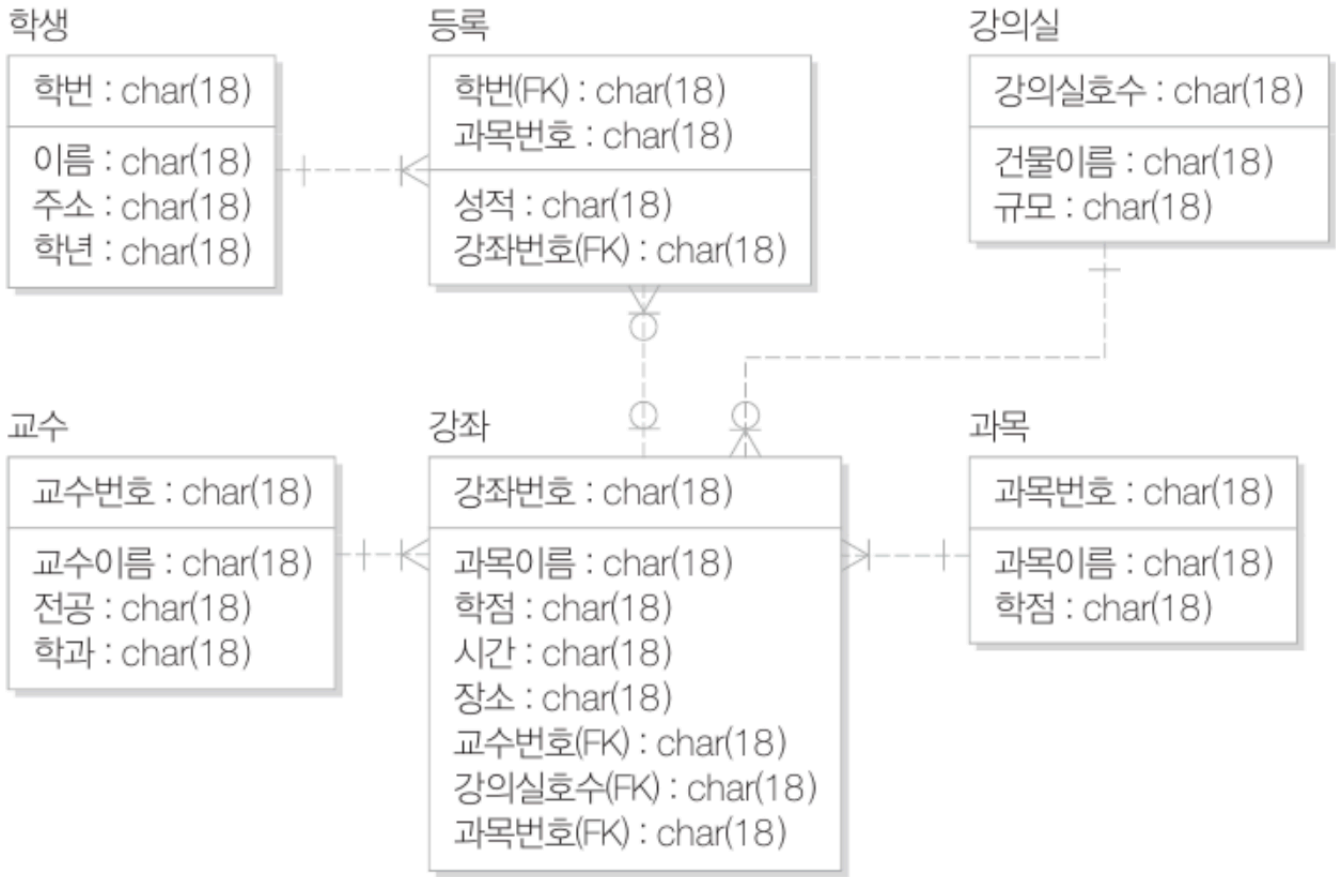 학생
학번 : char(18)
이름 : char(18)
주소 : char(18)
학년 : char(18)
등록
학번(FK) : char(18)
과목번호 : char(18)
성적 : char(18)
강좌번호(FK) : char(18)
강의실
강의실호수 : char(18)
건물이름 : char(18)
규모 : char(18)
교수
교수번호 : char(18)
교수이름 : char(18)
전공 : char(18)
학과 : char(18)
강좌
강좌번호 : char(18)
과목이름 : char(18)
학점 : char(18)
시간 : char(18)
장소 : char(18)
교수번호(FK) : char(18)
강의실호수(FK) : char(18)
과목번호(FK) : char(18)
과목
과목번호 : char(18)
과목이름 : char(18)
학점 : char(18)